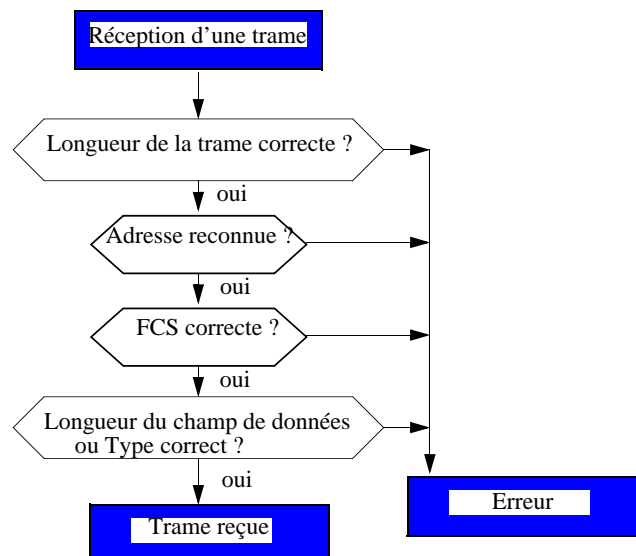 Réception d’une trame
Longueur de la trame correcte ?
oui
Adresse reconnue ?
oui
FCS correcte ?
oui
Longueur du champ de données
ou Type correct ?
oui
Erreur
Trame reçue